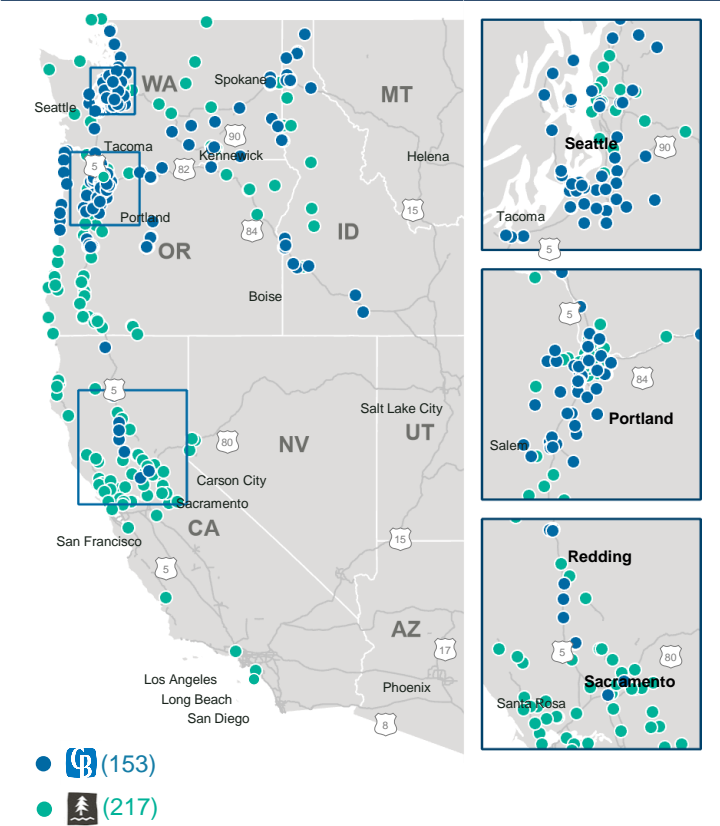 WA
Spokane
MT
Seattle
Tacoma
90
Kennewick
Helena
5
82
15
Portland
84
ID
OR
Boise
5
Salt Lake City
UT
80
NV
Carson City
Sacramento
CA
San Francisco
15
5
AZ
17
Los Angeles
Phoenix
Long Beach
San Diego
8
Seattle
90
Tacoma
5
5
84
Portland
Salem
Redding
5
80
Sacramento
Santa Rosa
CB (153)
(217)